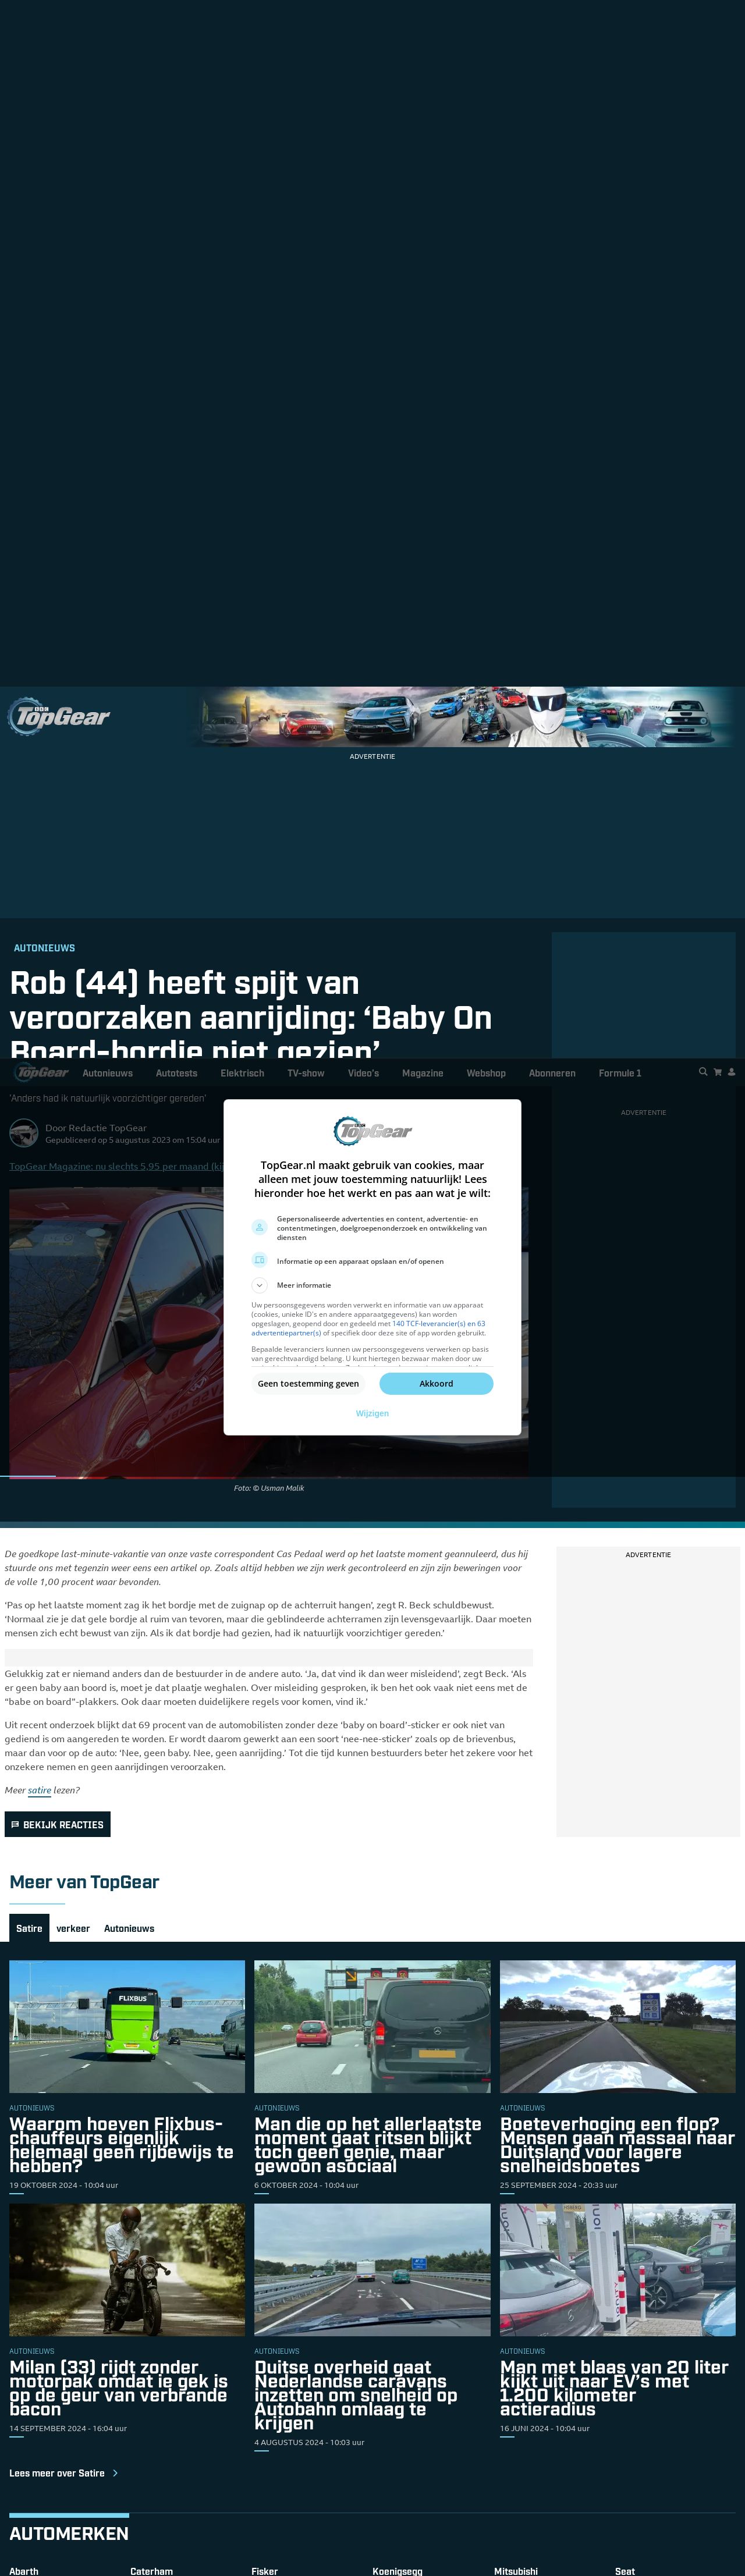 BBC
TopGear
ADVERTENTIE
AUTONIEUWS
Rob (44) heeft spijt van
veroorzaken aanrijding: ‘Baby On
Board-bordje niet gezien’
TopGear
Autonieuws
Autotests
Elektrisch
TV-show
Video's
Magazine
Webshop
Abonneren
Formule 1
'Anders had ik natuurlijk voorzichtiger gereden'
Door Redactie TopGear
Gepubliceerd op 5 augustus 2023 om 15:04 uur
TopGear Magazine: nu slechts 5,95 per maand (kij
ADVERTENTIE
TopGear
TopGear.nl maakt gebruik van cookies, maar
alleen met jouw toestemming natuurlijk! Lees
hieronder hoe het werkt en pas aan wat je wilt:
Gepersonaliseerde advertenties en content, advertentie- en
contentmetingen, doelgroepenonderzoek en ontwikkeling van
diensten
Informatie op een apparaat opslaan en/of openen
Meer informatie
Uw persoonsgegevens worden verwerkt en informatie van uw apparaat
(cookies, unieke ID's en andere apparaatgegevens) kan worden
opgeslagen, geopend door en gedeeld met 140 TCF-leverancier(s) en 63
advertentiepartner(s) of specifiek door deze site of app worden gebruikt.
Bepaalde leveranciers kunnen uw persoonsgegevens verwerken op basis
van gerechtvaardigd belang. U kunt hiertegen bezwaar maken door uw
Geen toestemming geven
Akkoord
Wijzigen
Foto: © Usman Malik
De goedkope last-minute-vakantie van onze vaste correspondent Cas Pedaal werd op het laatste moment geannuleerd, dus hij
stuurde ons met tegenzin weer eens een artikel op. Zoals altijd hebben we zijn werk gecontroleerd en zijn zijn beweringen voor
de volle 1,00 procent waar bevonden.
‘Pas op het laatste moment zag ik het bordje met de zuignap op de achterruit hangen’, zegt R. Beck schuldbewust.
‘Normaal zie je dat gele bordje al ruim van tevoren, maar die geblindeerde achterramen zijn levensgevaarlijk. Daar moeten
mensen zich echt bewust van zijn. Als ik dat bordje had gezien, had ik natuurlijk voorzichtiger gereden.’
Gelukkig zat er niemand anders dan de bestuurder in de andere auto. ‘Ja, dat vind ik dan weer misleidend’, zegt Beck. ‘Als
er geen baby aan boord is, moet je dat plaatje weghalen. Over misleiding gesproken, ik ben het ook vaak niet eens met de
“babe on board”-plakkers. Ook daar moeten duidelijkere regels voor komen, vind ik.’
Uit recent onderzoek blijkt dat 69 procent van de automobilisten zonder deze ‘baby on board’-sticker er ook niet van
gediend is om aangereden te worden. Er wordt daarom gewerkt aan een soort ‘nee-nee-sticker’ zoals op de brievenbus,
maar dan voor op de auto: ‘Nee, geen baby. Nee, geen aanrijding.’ Tot die tijd kunnen bestuurders beter het zekere voor het
onzekere nemen en geen aanrijdingen veroorzaken.
Meer satire lezen?
BEKIJK REACTIES
ADVERTENTIE
Meer van TopGear
Satire
verkeer
Autonieuws
FLiXBUS
AUTONIEUWS
Waarom hoeven Flixbus-
chauffeurs eigenlijk
helemaal geen rijbewijs te
hebben?
19 OKTOBER 2024 - 10:04 uur
AUTONIEUWS
Man die op het allerlaatste
moment gaat ritsen blijkt
toch geen genie, maar
gewoon asociaal
6 OKTOBER 2024 - 10:04 uur
AUTONIEUWS
Boeteverhoging een flop?
Mensen gaan massaal naar
Duitsland voor lagere
snelheidsboetes
25 SEPTEMBER 2024 - 20:33 uur
AUTONIEUWS
Milan (33) rijdt zonder
motorpak omdat ie gek is
op de geur van verbrande
bacon
14 SEPTEMBER 2024 - 16:04 uur
AUTONIEUWS
Duitse overheid gaat
Nederlandse caravans
inzetten om snelheid op
Autobahn omlaag te
krijgen
4 AUGUSTUS 2024 - 10:03 uur
AUTONIEUWS
Man met blaas van 20 liter
kijkt uit naar EV’s met
1.200 kilometer
actieradius
16 JUNI 2024 - 10:04 uur
Lees meer over Satire
AUTOMERKEN
Abarth
Caterham
Fisker
Koenigsegg
Mitsubishi
Seat